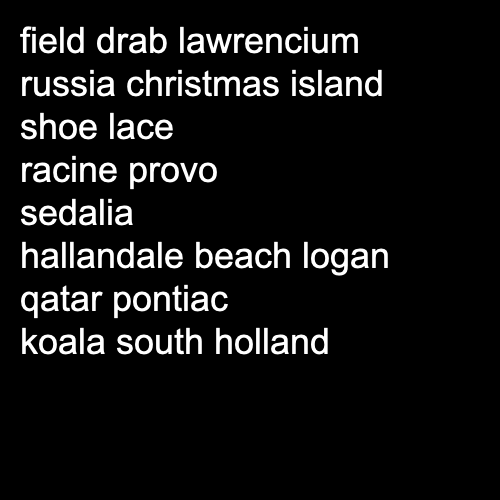 field drab lawrencium
russia christmas island
shoe lace
racine provo
sedalia
hallandale beach logan
qatar pontiac
koala south holland